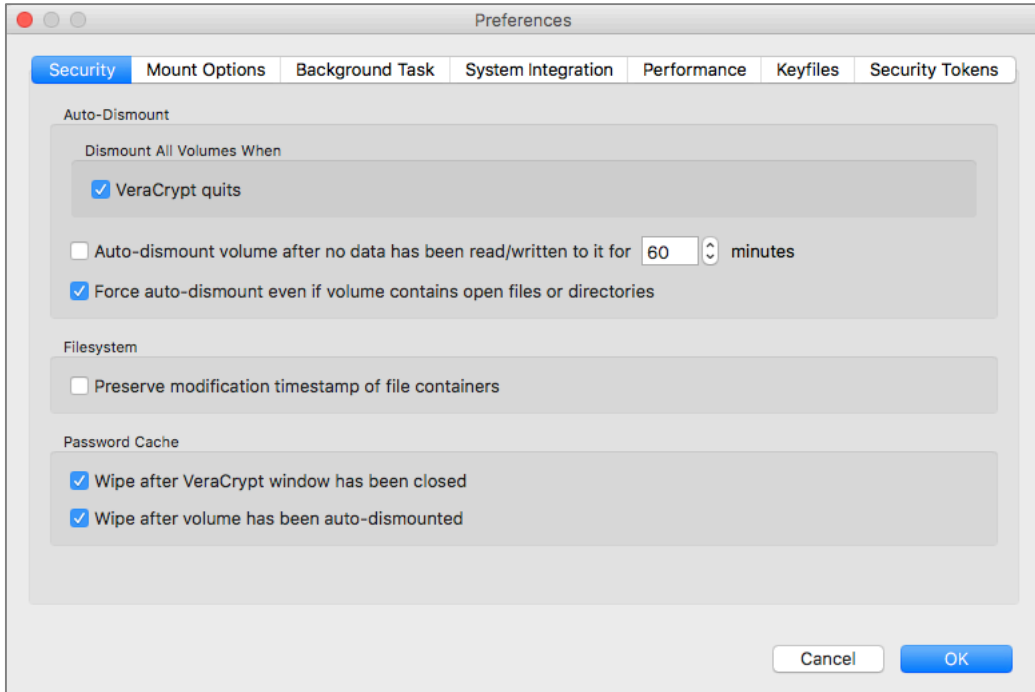 Preferences
Security Mount Options Background Task System Integration Performance Keyfiles Security Tokens
Auto-Dismount
Dismount All Volumes When
VeraCrypt quits
Auto-dismount volume after no data has been read/written to it for 60 minutes
Force auto-dismount even if volume contains open files or directories
Filesystem
Preserve modification timestamp of file containers
Password Cache
Wipe after VeraCrypt window has been closed
Wipe after volume has been auto-dismounted
Cancel OK